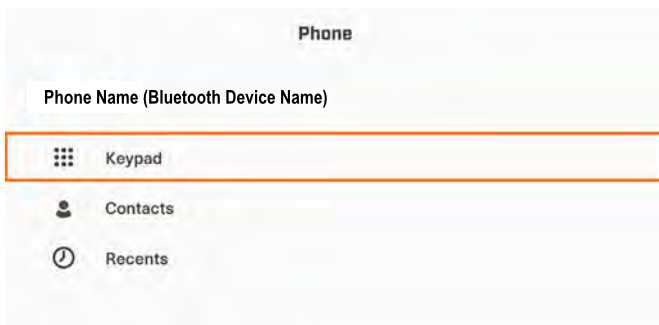 Phone
Phone Name (Bluetooth Device Name)
Keypad
Contacts
Recents